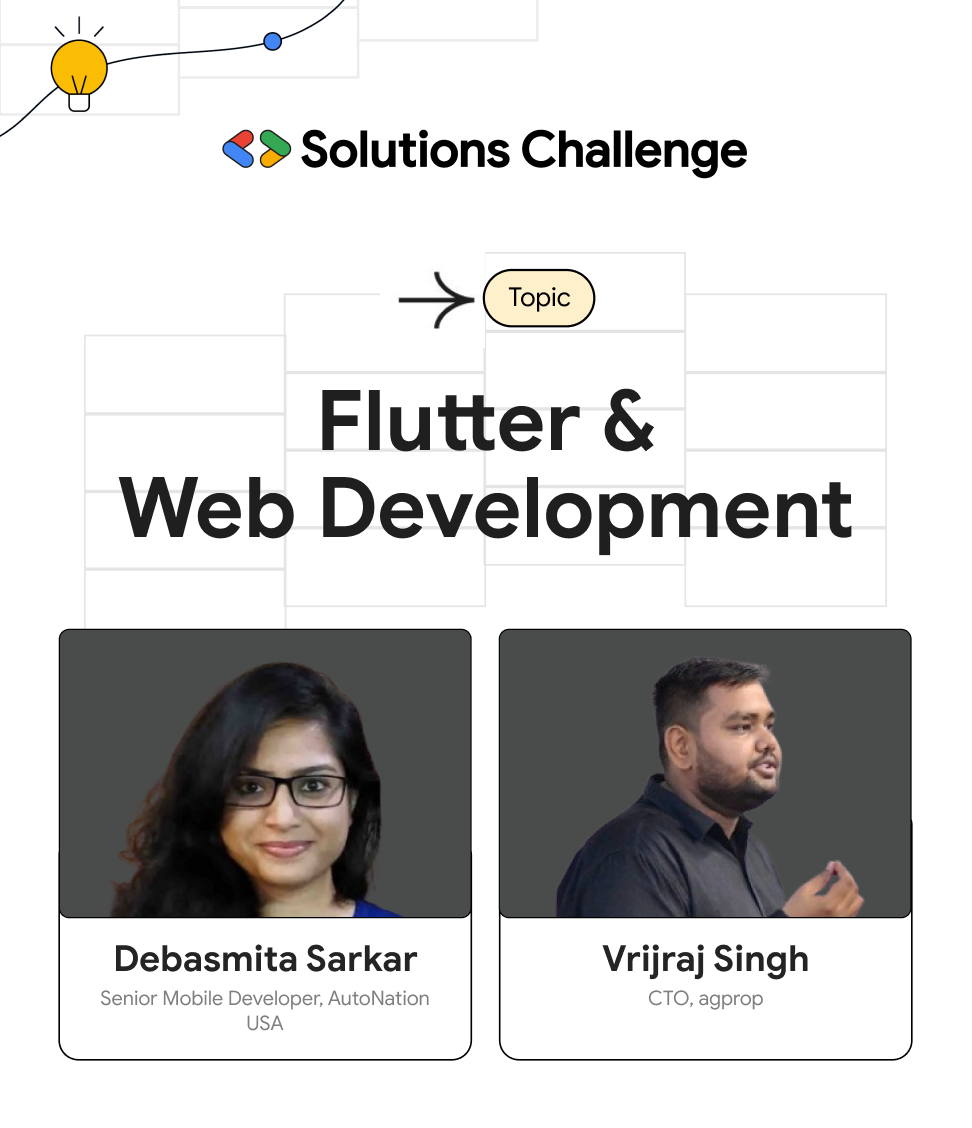 Solutions Challenge
Topic
Flutter &
Web Development
Debasmita Sarkar
Senior Mobile Developer, AutoNation
USA
Vrijraj Singh
CTO, agprop